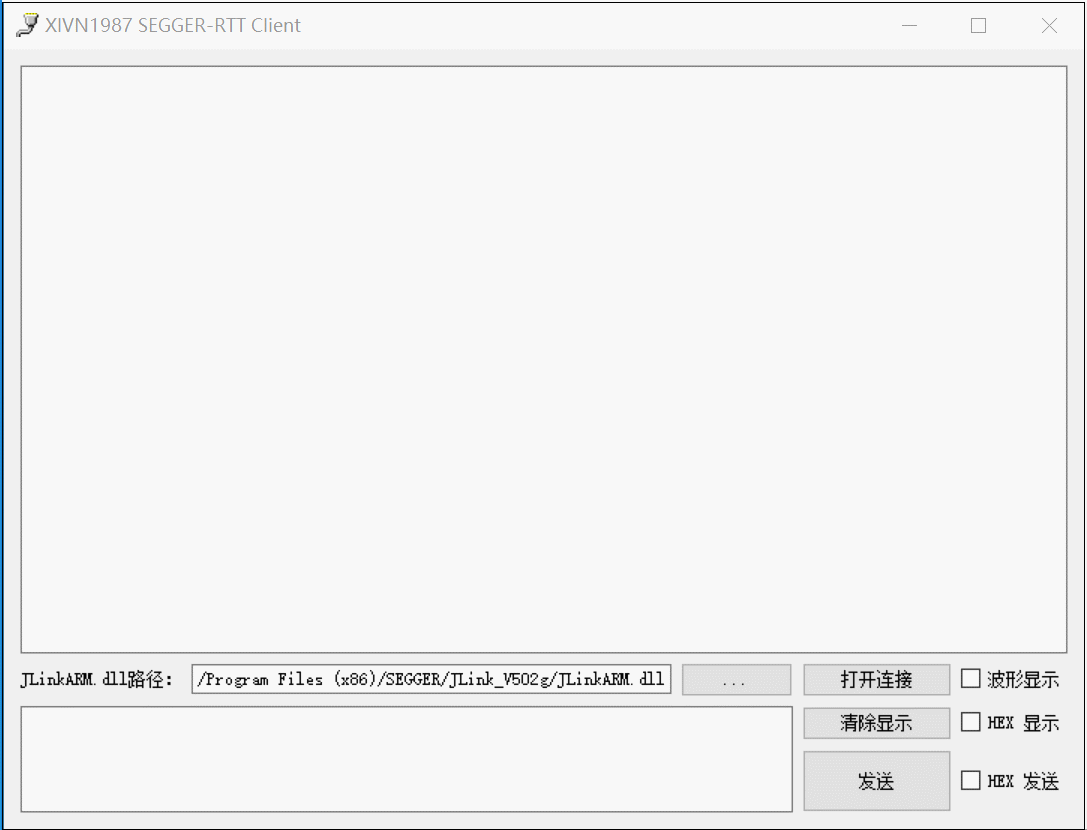 XIVN1987 SEGGER-RTT Client
JLinkARM.dll路径： /Program Files (x86)/SEGGER/JLink_V502g/JLinkARM.dll ... 打开连接 波形显示
清除显示 HEX 显示
发送 HEX 发送